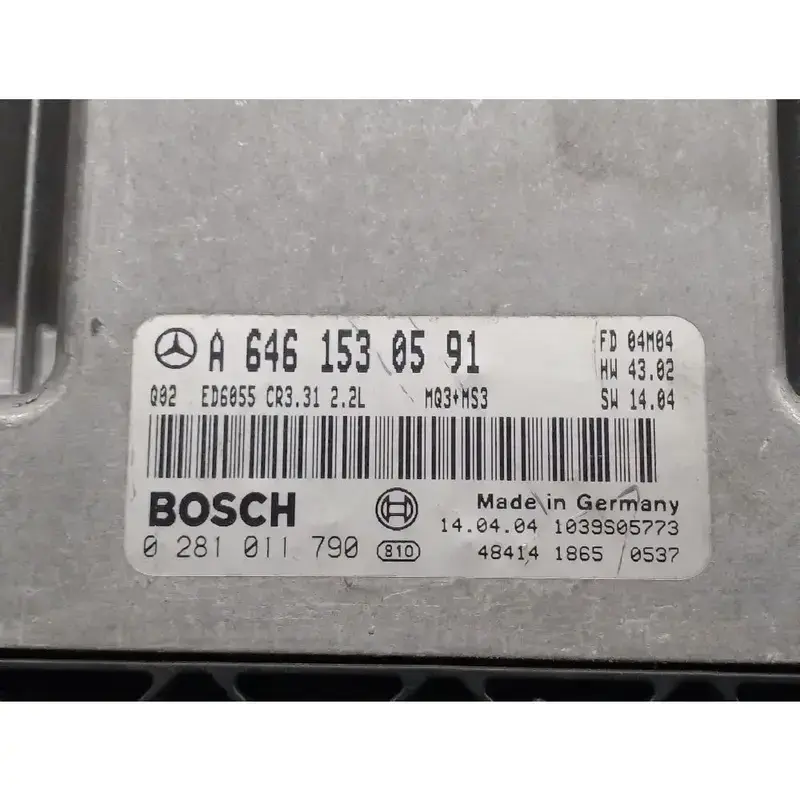 A 646 153 05 91
FD 04M04
HW 43.02
Q02 ED6055 CR3.31 2.2L MQ3+MS3 SW 14.04
BOSCH
Made in Germany
14.04.04 1039S05773
0 281 011 790 810 48414 1865 0537